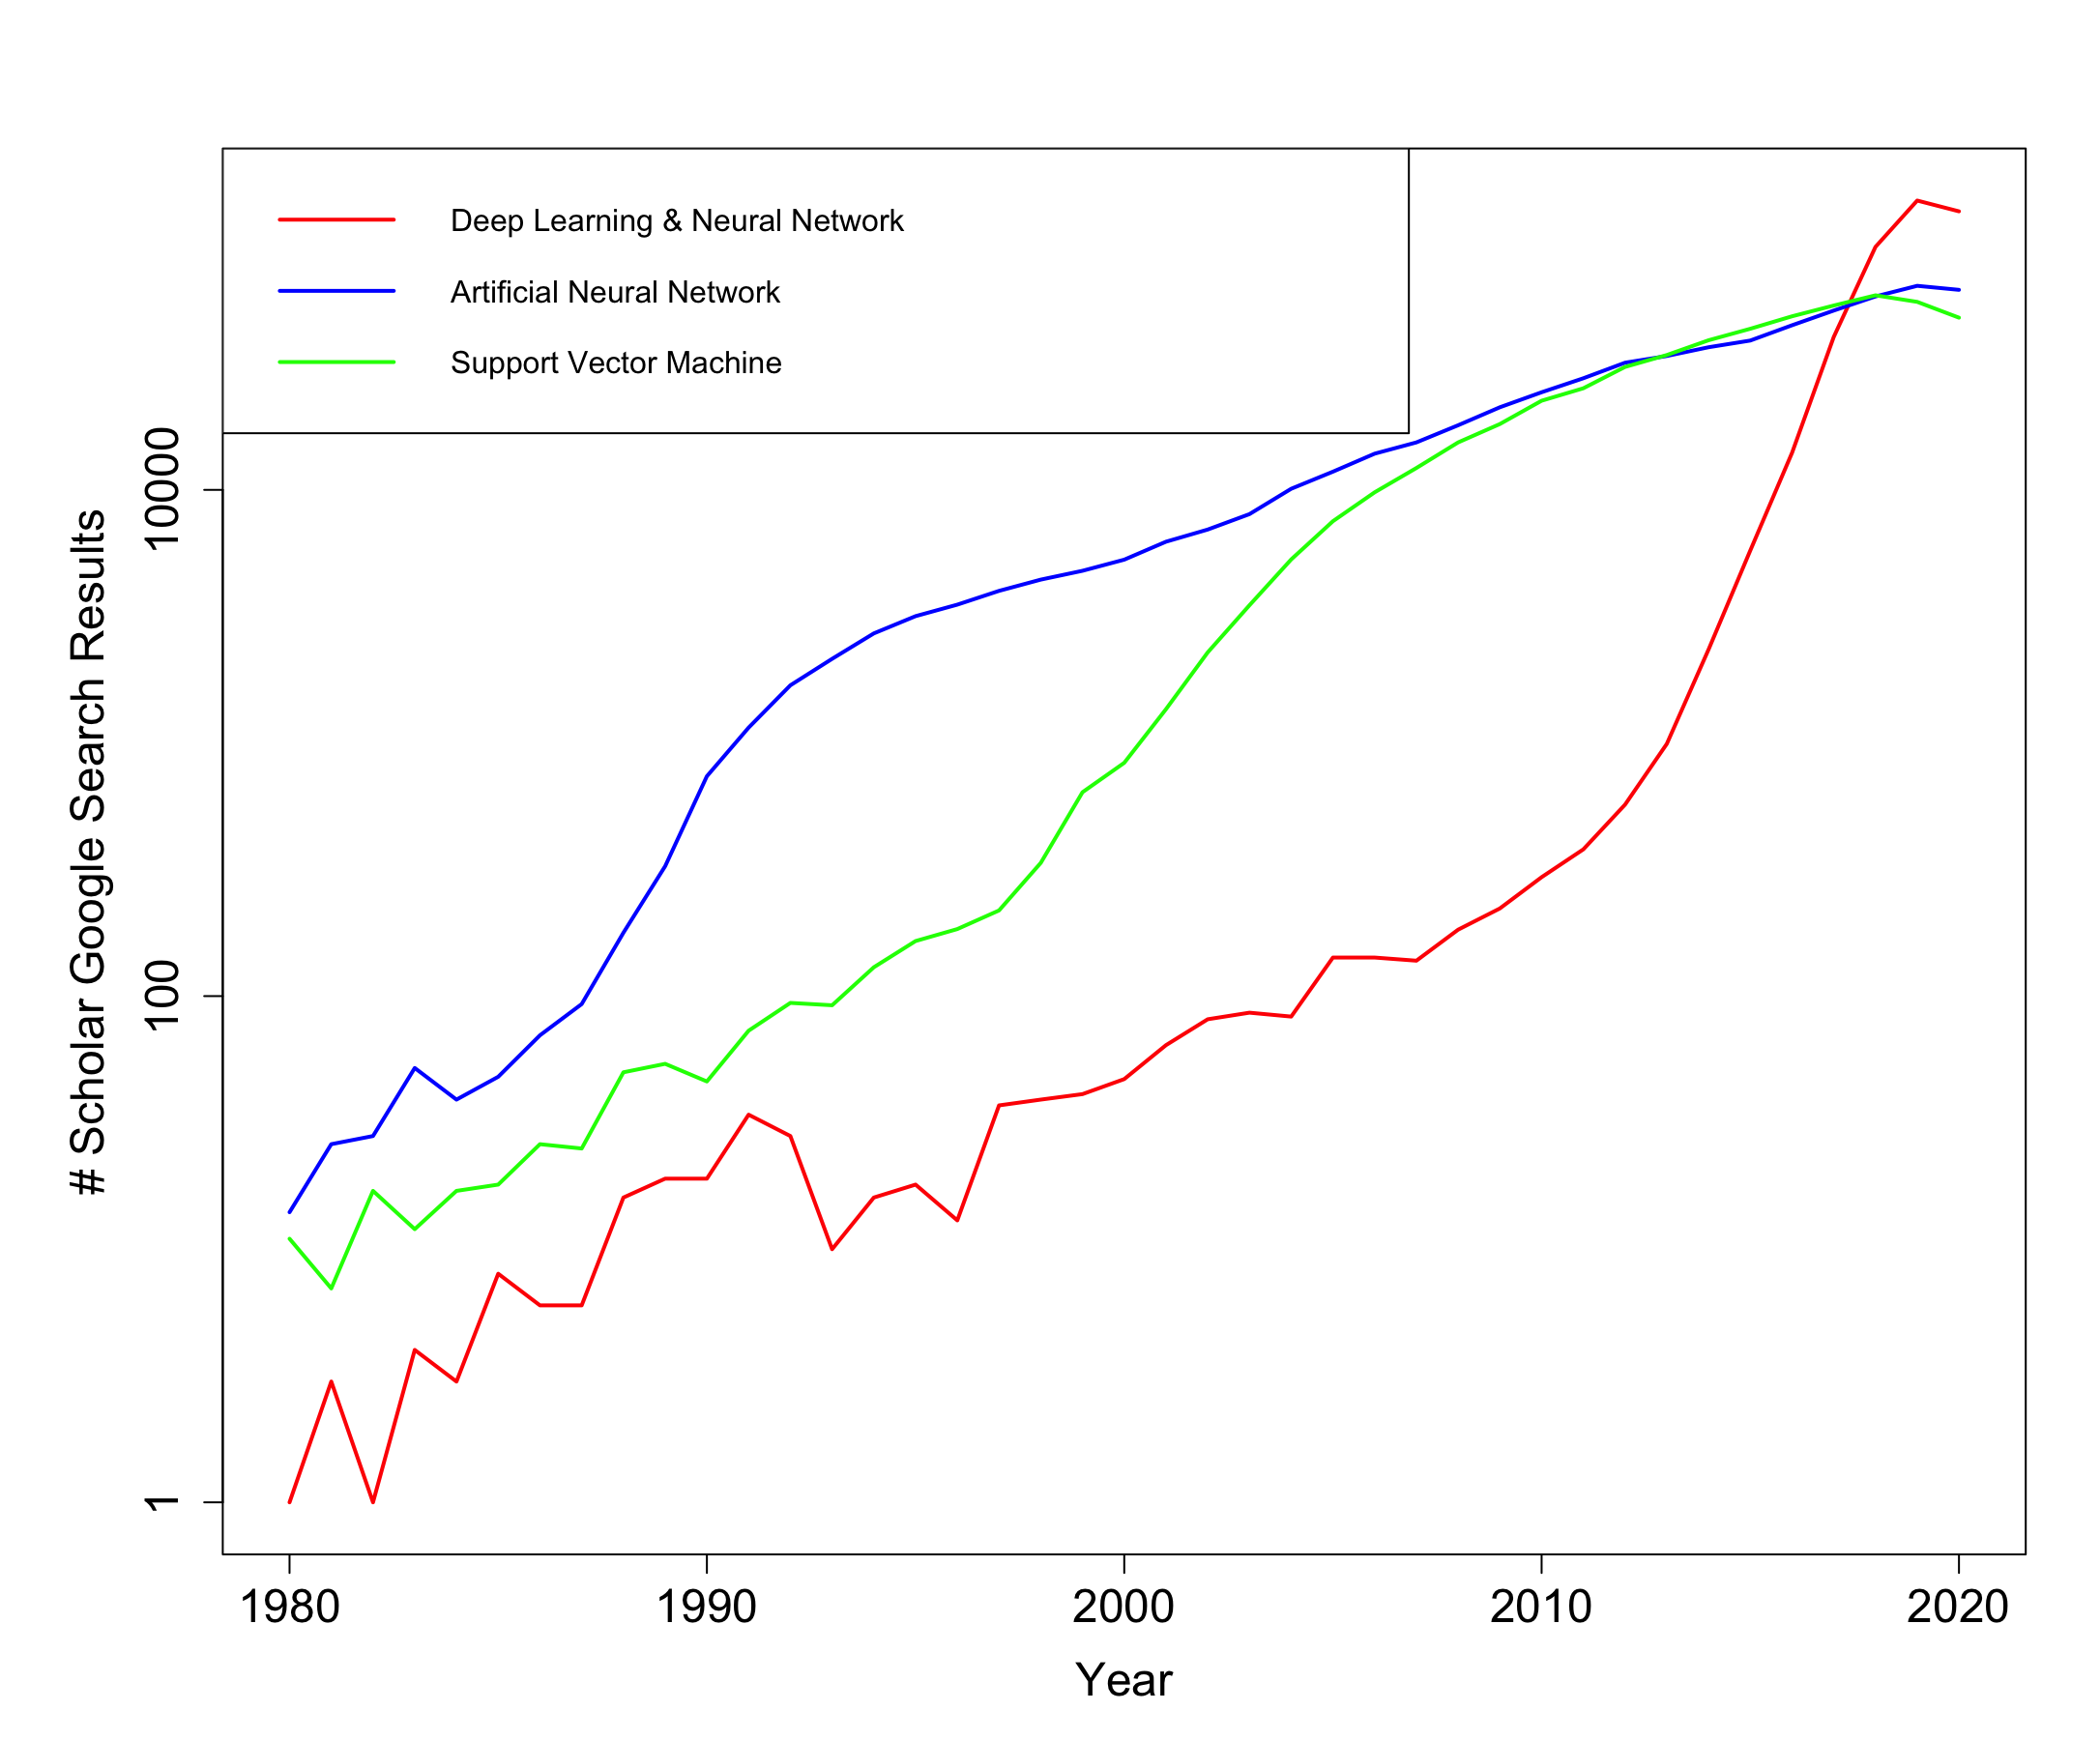 Deep Learning & Neural Network
Artificial Neural Network
Support Vector Machine
# Scholar Google Search Results
10000
100
1
1980 1990 2000 2010 2020
Year